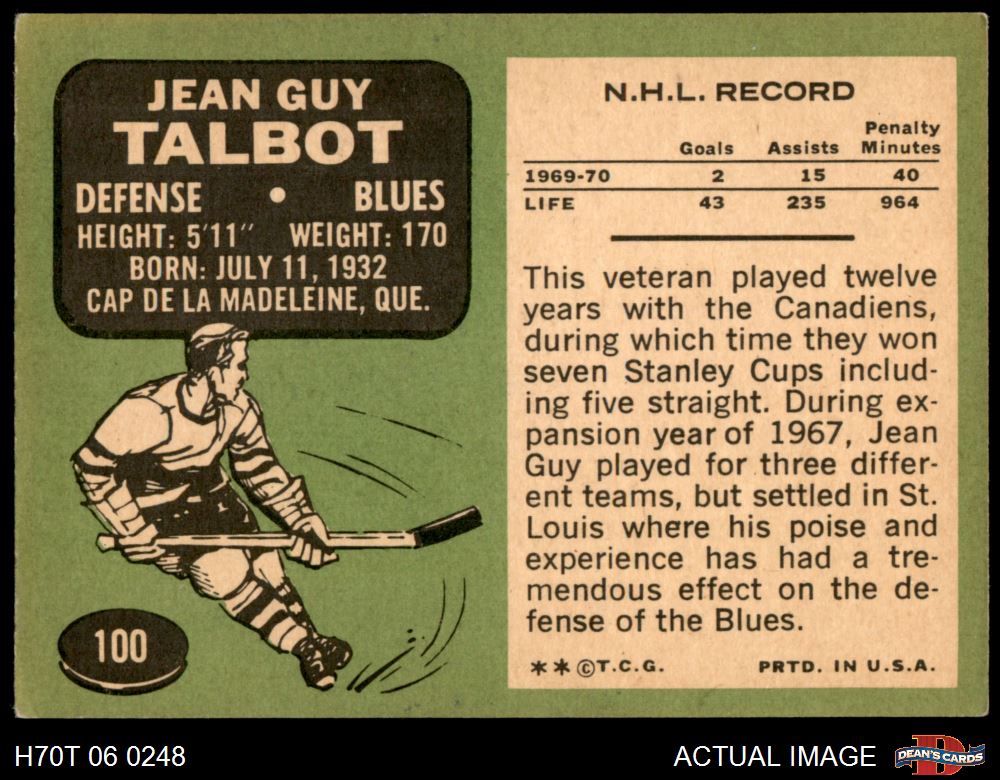 JEAN GUY
TALBOT
DEFENSE • BLUES
HEIGHT: 5'11" WEIGHT: 170
BORN: JULY 11, 1932
CAP DE LA MADELEINE, QUE.
100
N.H.L. RECORD
Goals Assists Penalty Minutes
1969-70 2 15 40
LIFE 43 235 964
This veteran played twelve
years with the Canadiens,
during which time they won
seven Stanley Cups includ-
ing five straight. During ex-
pansion year of 1967, Jean
Guy played for three differ-
ent teams, but settled in St.
Louis where his poise and
experience has had a tre-
mendous effect on the de-
fense of the Blues.
**©T.C.G. PRTD. IN U.S.A.
H70T 06 0248
ACTUAL IMAGE
D
DEAN'S CARDS